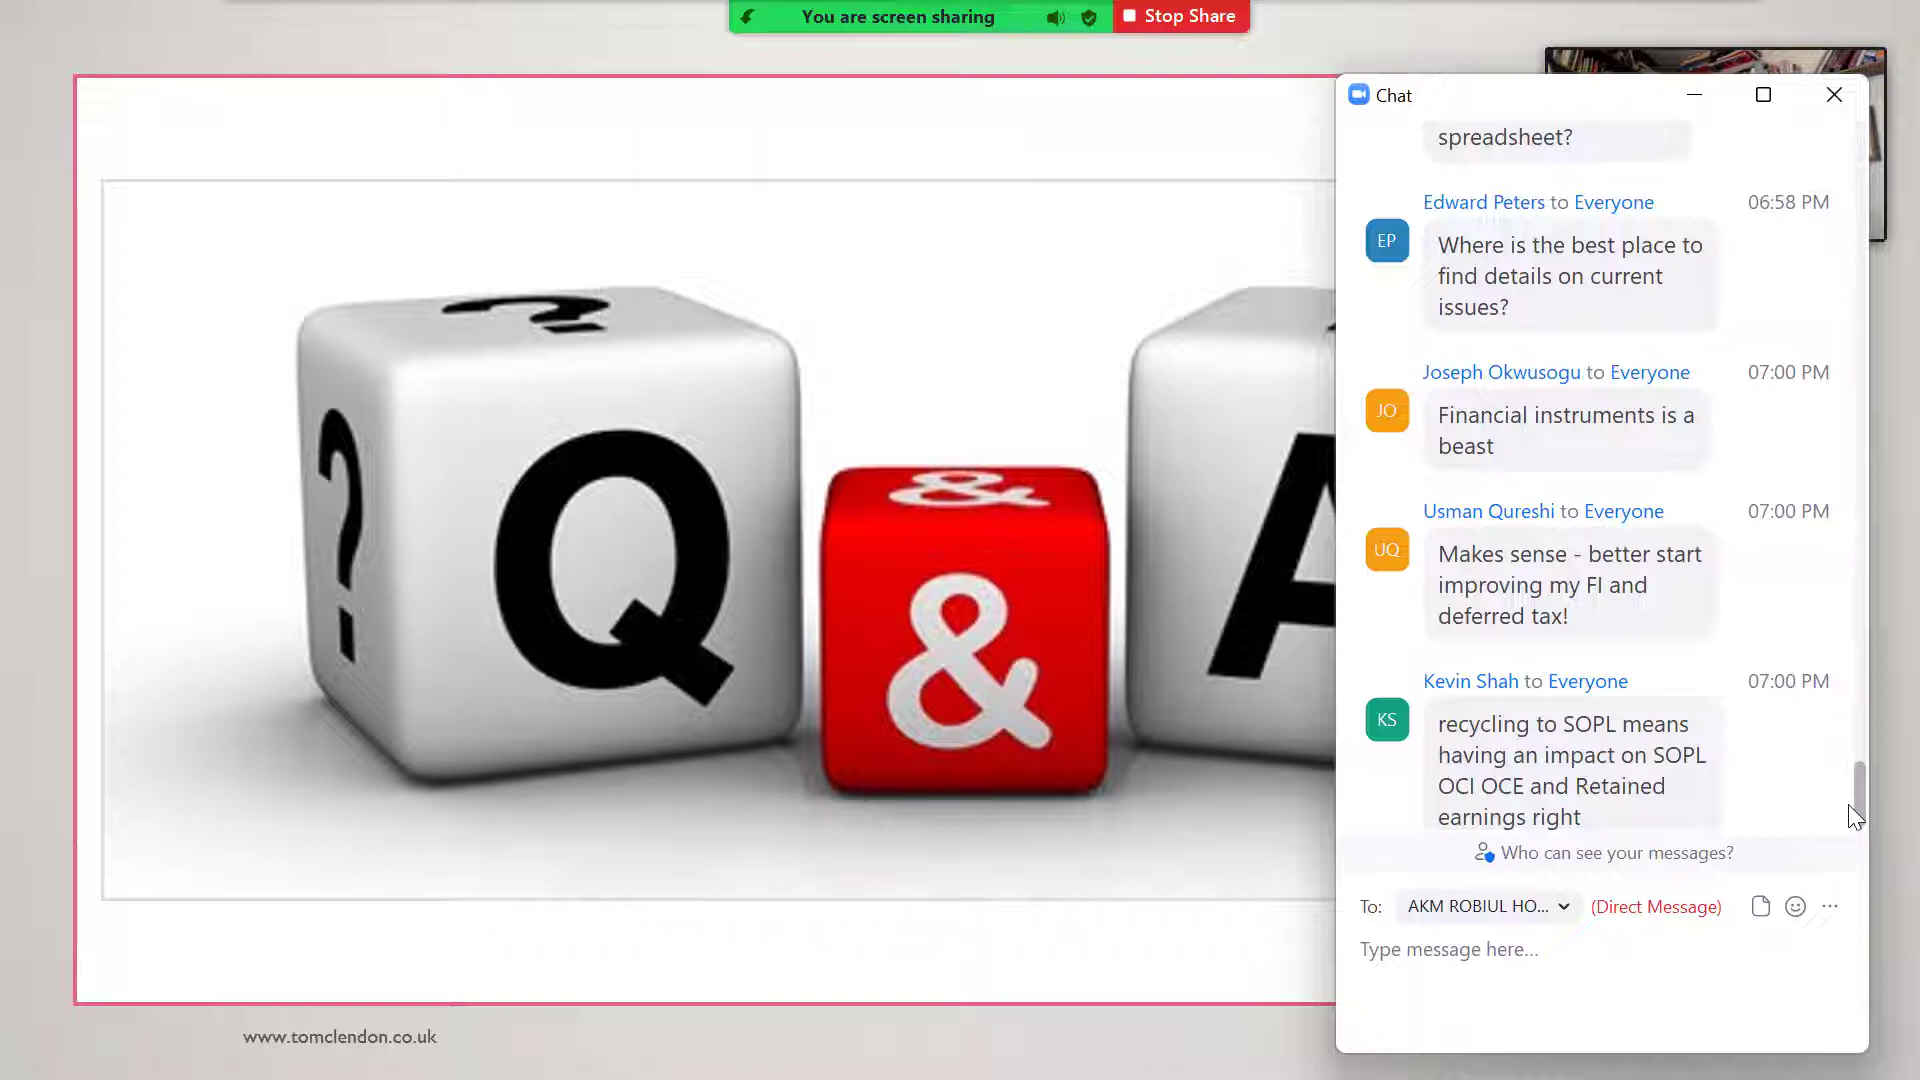 You are screen sharing
Stop Share
Chat
spreadsheet?
Edward Peters to Everyone 06:58 PM
EP
Where is the best place to
find details on current
issues?
Joseph Okwusogu to Everyone 07:00 PM
JO
Financial instruments is a
beast
Usman Qureshi to Everyone 07:00 PM
UQ
Makes sense - better start
improving my FI and
deferred tax!
Kevin Shah to Everyone 07:00 PM
KS
recycling to SOPL means
having an impact on SOPL
OCI OCE and Retained
earnings right
Who can see your messages?
To: AKM ROBIUL HO... (Direct Message)
Type message here...
? ? Q
& &
A
www.tomclendon.co.uk